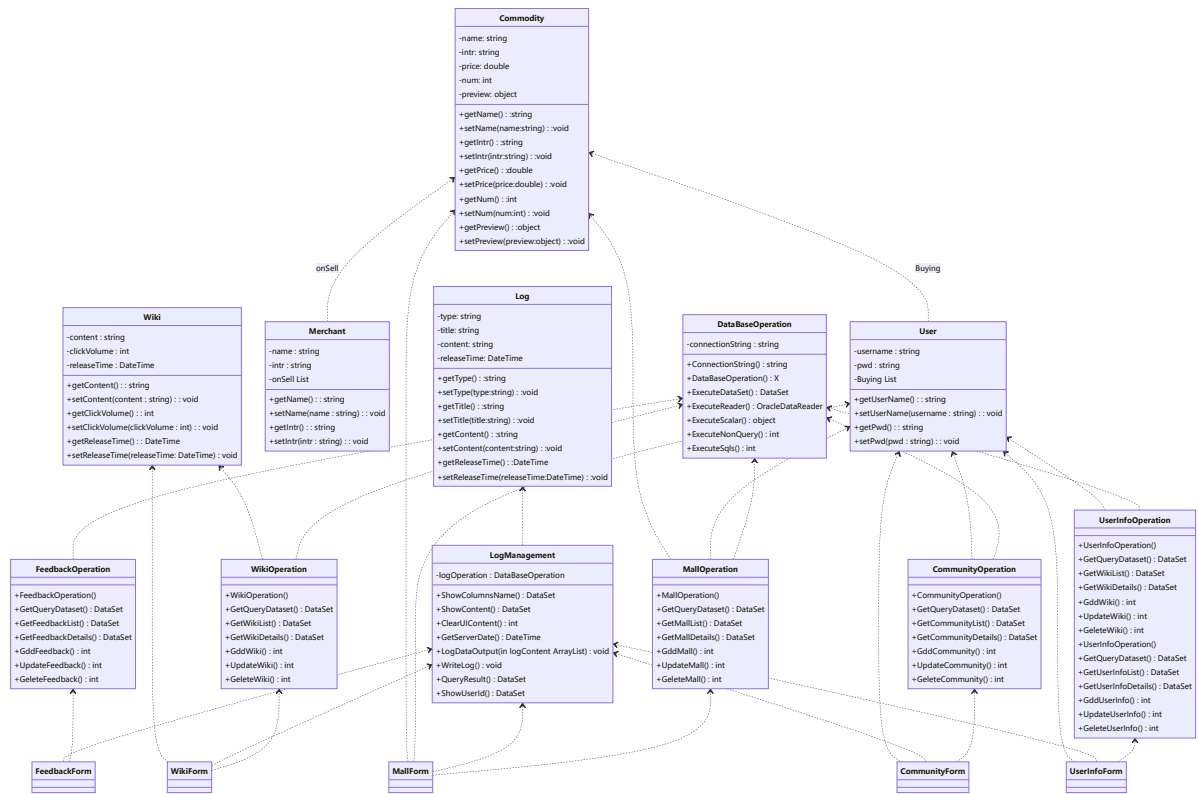 Commodity
-name: string
-intr: string
-price: double
-num: int
-preview: object
+getName() : :string
+setName(name:string) : :void
+getIntr() : :string
+setIntr(intr:string) : :void
+getPrice() : :double
+setPrice(price:double) : :void
+getNum() : :int
+setNum(num:int) : :void
+getPreview() : :object
+setPreview(preview:object) : :void
onSell
Buying
Wiki
-content : string
-clickVolume : int
-releaseTime : DateTime
+getContent() : : string
+setContent(content : string) : : void
+getClickVolume() : : int
+setClickVolume(clickVolume : int) : : void
+getReleaseTime() : : DateTime
+setReleaseTime(releaseTime: DateTime) : void
Merchant
-name : string
-intr : string
-onSell List
+getName() : : string
+setName(name : string) : : void
+getIntr() : : string
+setIntr(intr : string) : : void
Log
-type: string
-title: string
-content: string
-releaseTime: DateTime
+getType() : :string
+setType(type:string) : :void
+getTitle() : :string
+setTitle(title:string) : :void
+getContent() : :string
+setContent(content:string) : :void
+getReleaseTime() : :DateTime
+setReleaseTime(releaseTime:DateTime) : :void
DataBaseOperation
-connectionString : string
+ConnectionString() : string
+DataBaseOperation() : X
+ExecuteDataSet() : DataSet
+ExecuteReader() : OracleDataReader
+ExecuteScalar() : object
+ExecuteNonQuery() : int
+ExecuteSqls() : int
User
-username : string
-pwd : string
-Buying List
+getUserName() : : string
+setUserName(username : string) : : void
+getPwd() : : string
+setPwd(pwd : string) : : void
FeedbackOperation
+FeedbackOperation()
+GetQueryDataset() : DataSet
+GetFeedbackList() : DataSet
+GetFeedbackDetails() : DataSet
+GddFeedback() : int
+UpdateFeedback() : int
+GeleteFeedback() : int
WikiOperation
+WikiOperation()
+GetQueryDataset() : DataSet
+GetWikiList() : DataSet
+GetWikiDetails() : DataSet
+GddWiki() : int
+UpdateWiki() : int
+GeleteWiki() : int
LogManagement
-logOperation : DataBaseOperation
+ShowColumnsName() : DataSet
+ShowContent() : DataSet
+ClearUIContent() : int
+GetServerDate() : DateTime
+LogDataOutput(in logContent ArrayList) : void
+WriteLog() : void
+QueryResult() : DataSet
+ShowUserId() : DataSet
MallOperation
+MallOperation()
+GetQueryDataset() : DataSet
+GetMallList() : DataSet
+GetMallDetails() : DataSet
+GddMall() : int
+UpdateMall() : int
+GeleteMall() : int
CommunityOperation
+CommunityOperation()
+GetQueryDataset() : DataSet
+GetCommunityList() : DataSet
+GetCommunityDetails() : DataSet
+GddCommunity() : int
+UpdateCommunity() : int
+GeleteCommunity() : int
UserInfoOperation
+UserInfoOperation()
+GetQueryDataset() : DataSet
+GetWikiList() : DataSet
+GetWikiDetails() : DataSet
+GddWiki() : int
+UpdateWiki() : int
+GeleteWiki() : int
+UserInfoOperation()
+GetQueryDataset() : DataSet
+GetUserInfoList() : DataSet
+GetUserInfoDetails() : DataSet
+GddUserInfo() : int
+UpdateUserInfo() : int
+GeleteUserInfo() : int
FeedbackForm
WikiForm
MallForm
CommunityForm
UserInfoForm